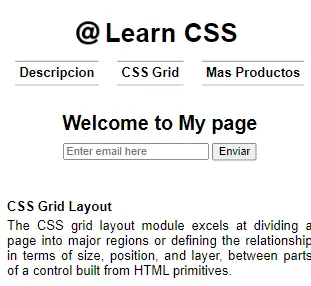 @ Learn CSS
Descripcion CSS Grid Mas Productos
Welcome to My page
Enter email here Enviar
CSS Grid Layout
The CSS grid layout module excels at dividing a
page into major regions or defining the relationship
in terms of size, position, and layer, between parts
of a control built from HTML primitives.